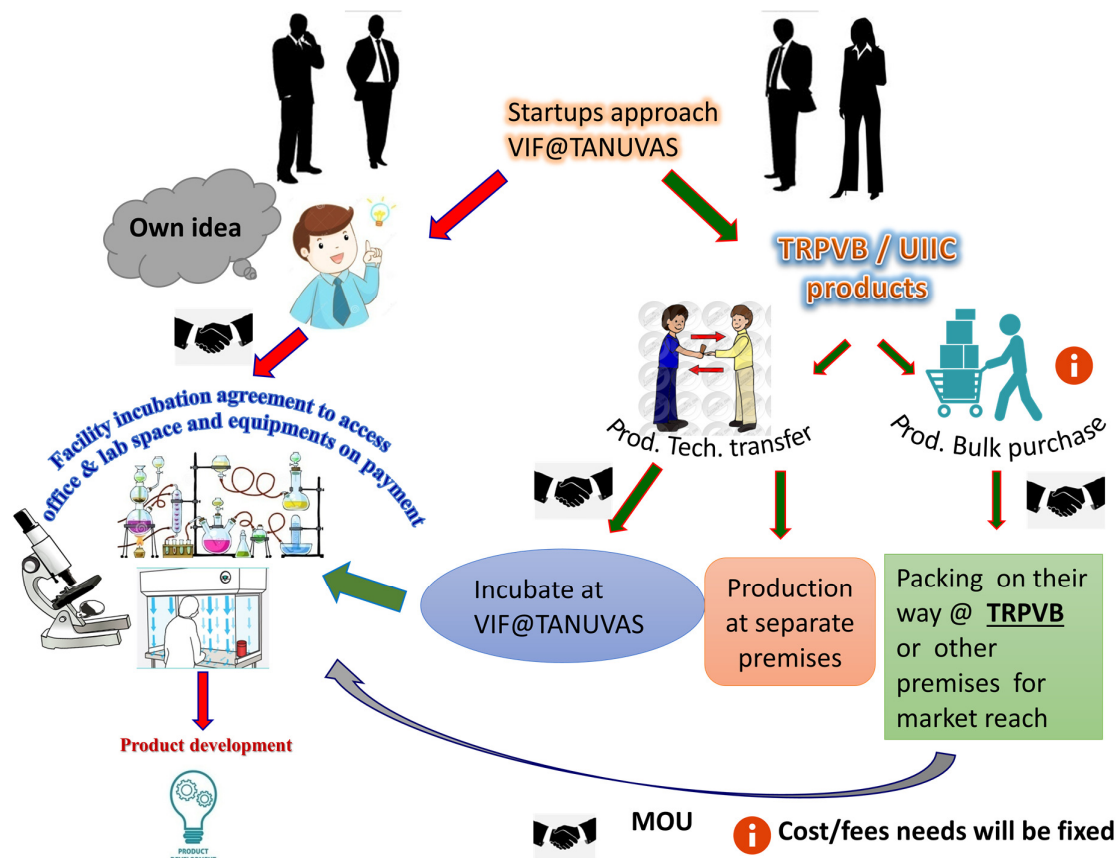 Startups approach
VIF@TANUVAS
Own idea
TRPVB / UIIC
products
Facility incubation agreement to access
office & lab space and equipments on payment
Prod. Tech. transfer
Prod. Bulk purchase
Incubate at
VIF@TANUVAS
Production
at separate
premises
Packing on their
way @ TRPVB
or other
premises for
market reach
Product development
PRODUCT
DEVELOPMENT
MOU
i Cost/fees needs will be fixed